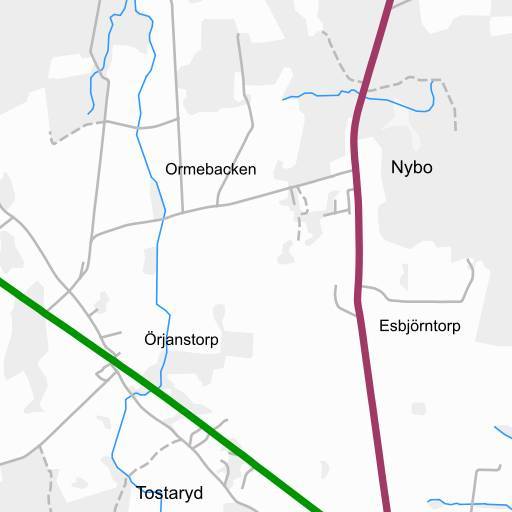 Ormebacken
Nybo
Esbjörntorp
Örjanstorp
Tostaryd